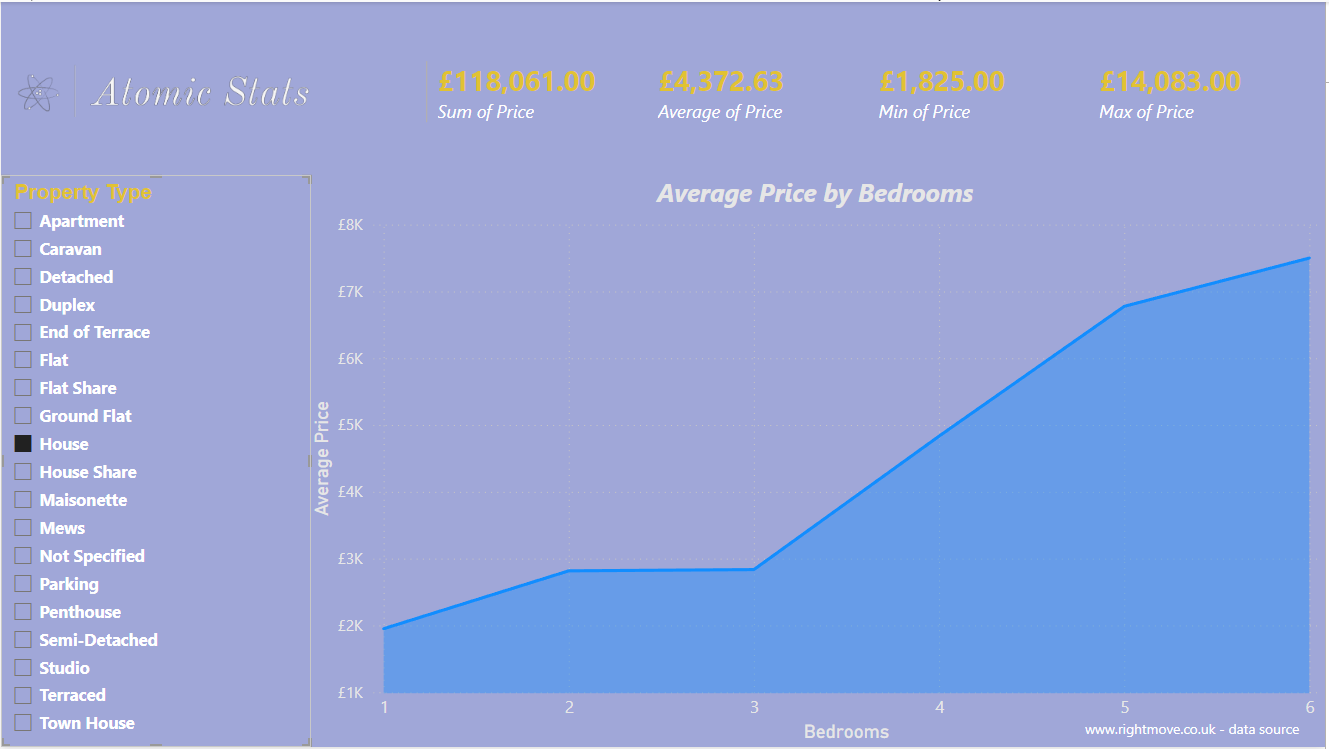 Atomic Stats
£118,061.00
Sum of Price
£4,372.63
Average of Price
£1,825.00
Min of Price
£14,083.00
Max of Price
Property Type
Apartment
Caravan
Detached
Duplex
End of Terrace
Flat
Flat Share
Ground Flat
House
House Share
Maisonette
Mews
Not Specified
Parking
Penthouse
Semi-Detached
Studio
Terraced
Town House
Average Price by Bedrooms
Average Price
£8K
£7K
£6K
£5K
£4K
£3K
£2K
£1K
1 2 3 4 5 6
Bedrooms
www.rightmove.co.uk - data source